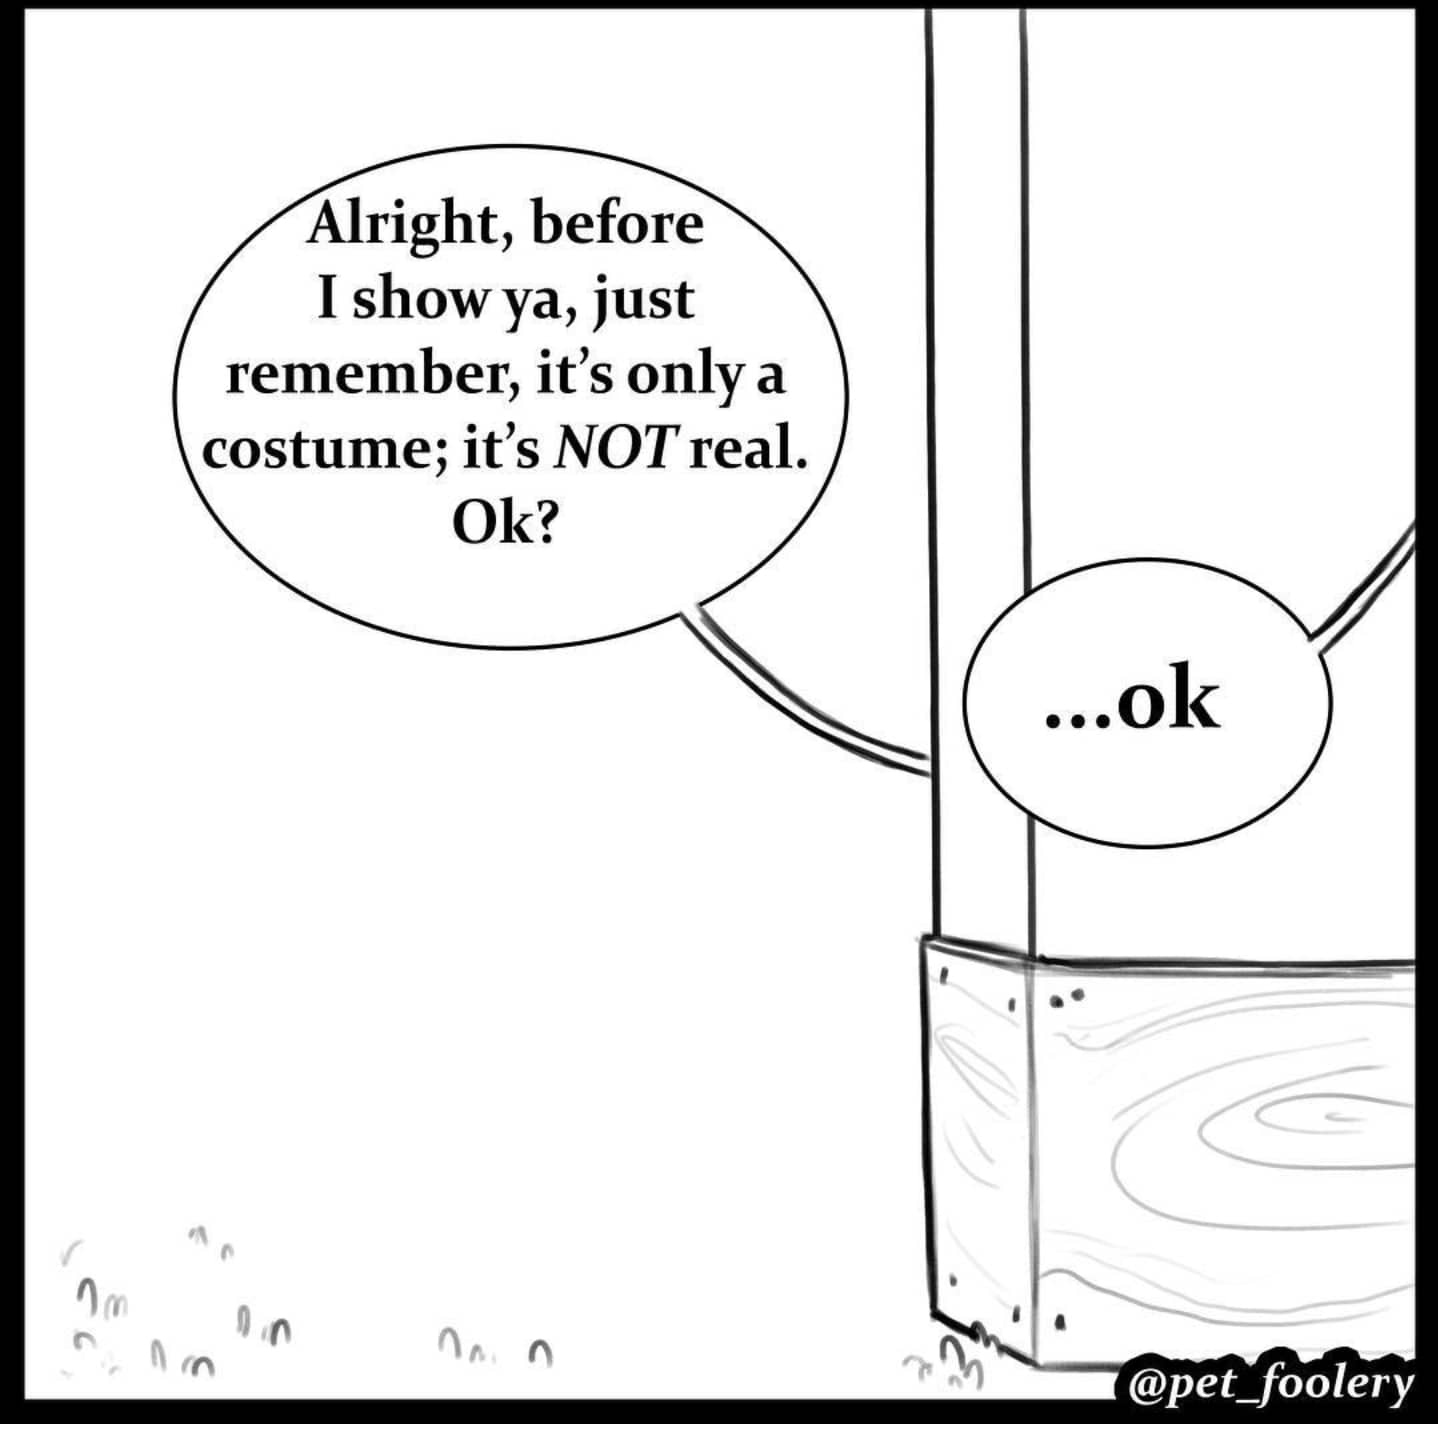 Alright, before
I show ya, just
remember, it’s only a
costume; it’s NOT real.
Ok?
...ok
@pet_foolery